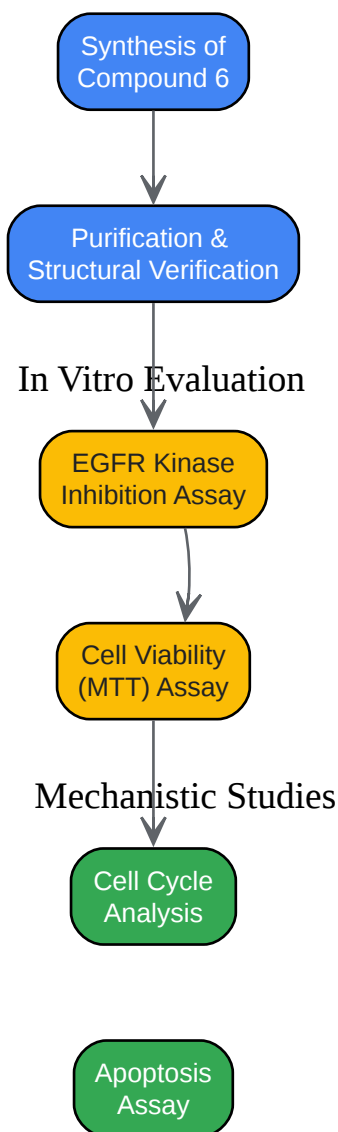 Synthesis of
Compound 6
Purification &
Structural Verification
In Vitro Evaluation
EGFR Kinase
Inhibition Assay
Cell Viability
(MTT) Assay
Mechanistic Studies
Cell Cycle
Analysis
Apoptosis
Assay